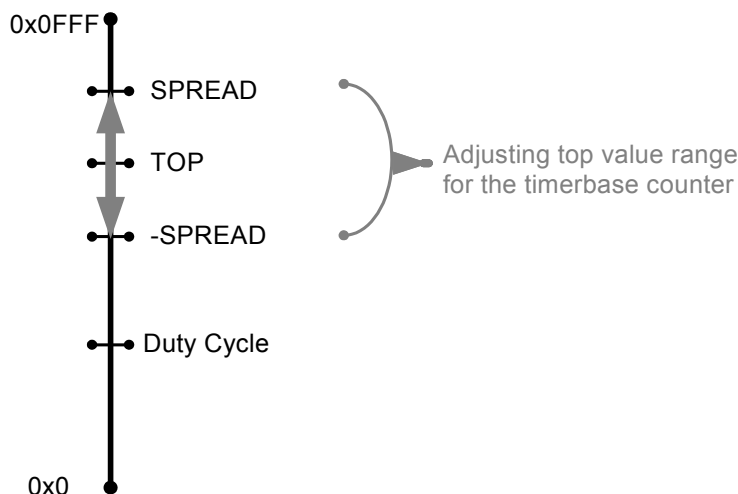 0x0FFF
SPREAD
TOP
Adjusting top value range
for the timerbase counter
-SPREAD
Duty Cycle
0x0